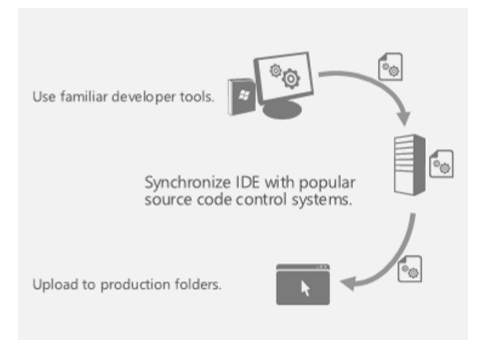 Use familiar developer tools.
Synchronize IDE with popular
source code control systems.
Upload to production folders.